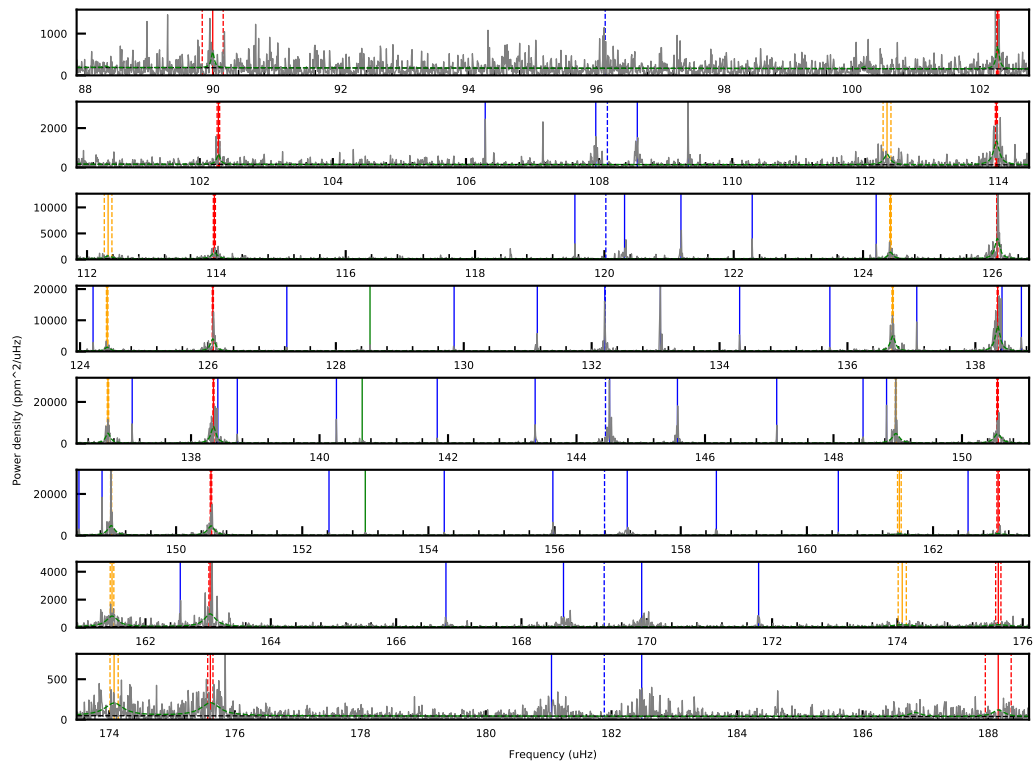 1000
0
88 90 92 94 96 98 100 102
2000
0
102 104 106 108 110 112 114
10000
5000
0
112 114 116 118 120 122 124 126
20000
10000
0
124 126 128 130 132 134 136 138
20000
0
138 140 142 144 146 148 150
Power density (ppm^2/uHz)
20000
0
150 152 154 156 158 160 162
4000
2000
0
162 164 166 168 170 172 174 176
500
0
174 176 178 180 182 184 186 188
Frequency (uHz)